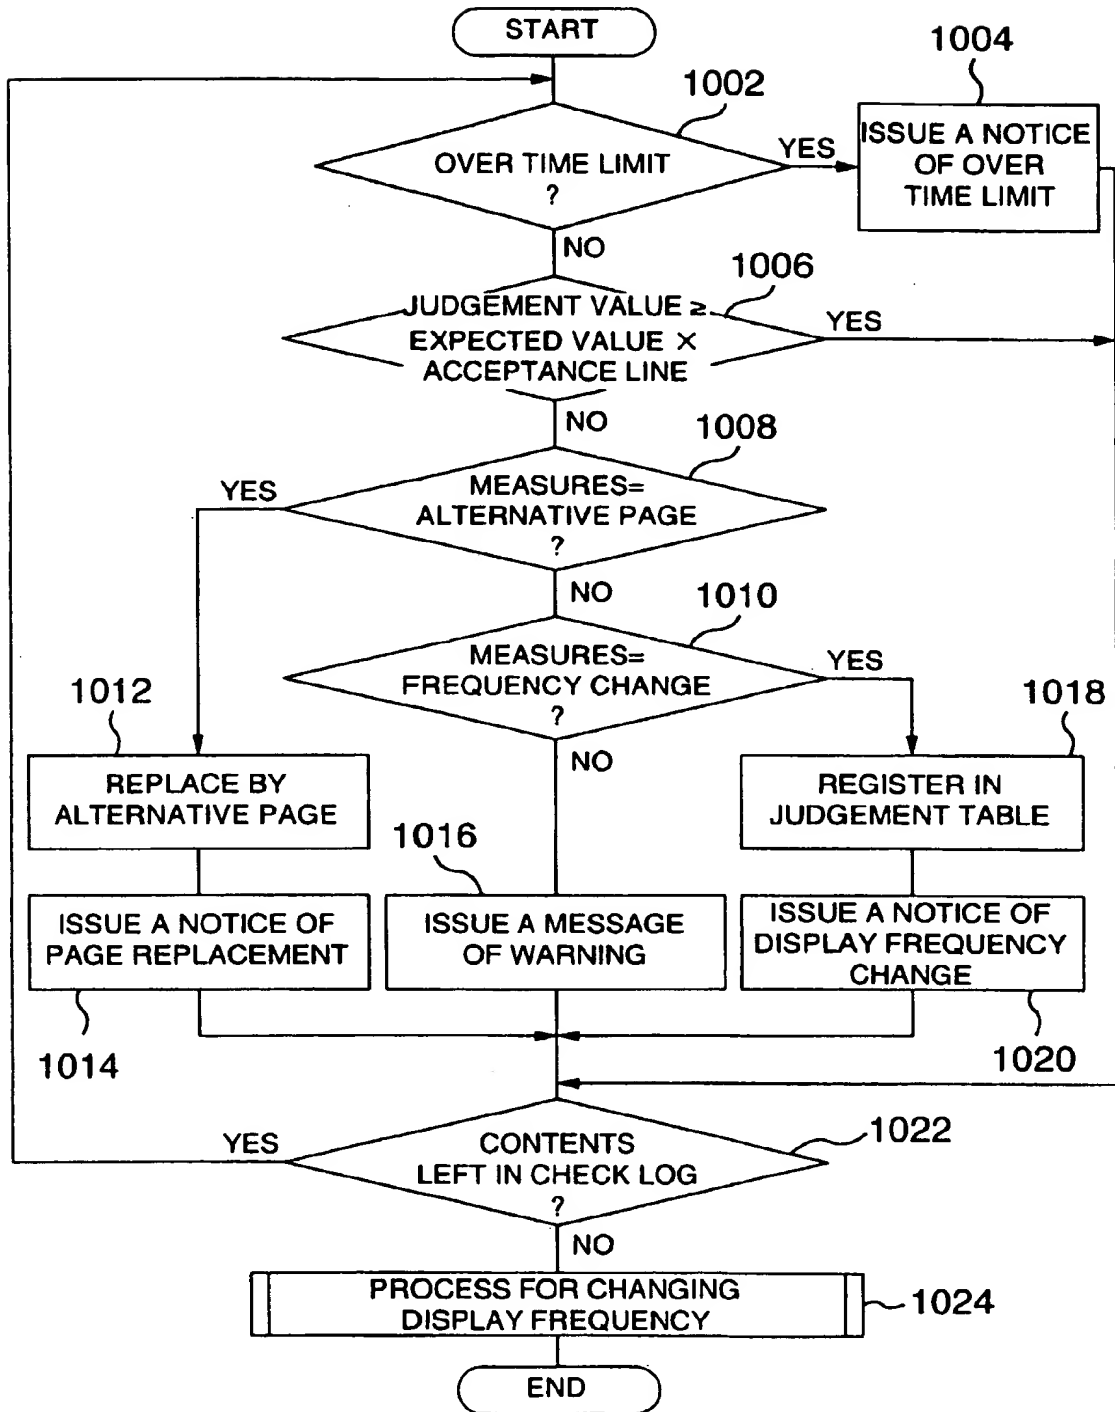 START
1004
1002
ISSUE A NOTICE
OF OVER
TIME LIMIT
OVER TIME LIMIT
?
YES
NO
1006
JUDGEMENT VALUE ≥
EXPECTED VALUE ×
ACCEPTANCE LINE
YES
NO
1008
MEASURES=
ALTERNATIVE PAGE
?
YES
NO
1010
MEASURES=
FREQUENCY CHANGE
?
YES
NO
1012
REPLACE BY
ALTERNATIVE PAGE
1018
REGISTER IN
JUDGEMENT TABLE
1016
ISSUE A NOTICE OF
PAGE REPLACEMENT
ISSUE A MESSAGE
OF WARNING
ISSUE A NOTICE OF
DISPLAY FREQUENCY
CHANGE
1014
1020
1022
YES
CONTENTS
LEFT IN CHECK LOG
?
NO
PROCESS FOR CHANGING
DISPLAY FREQUENCY
1024
END